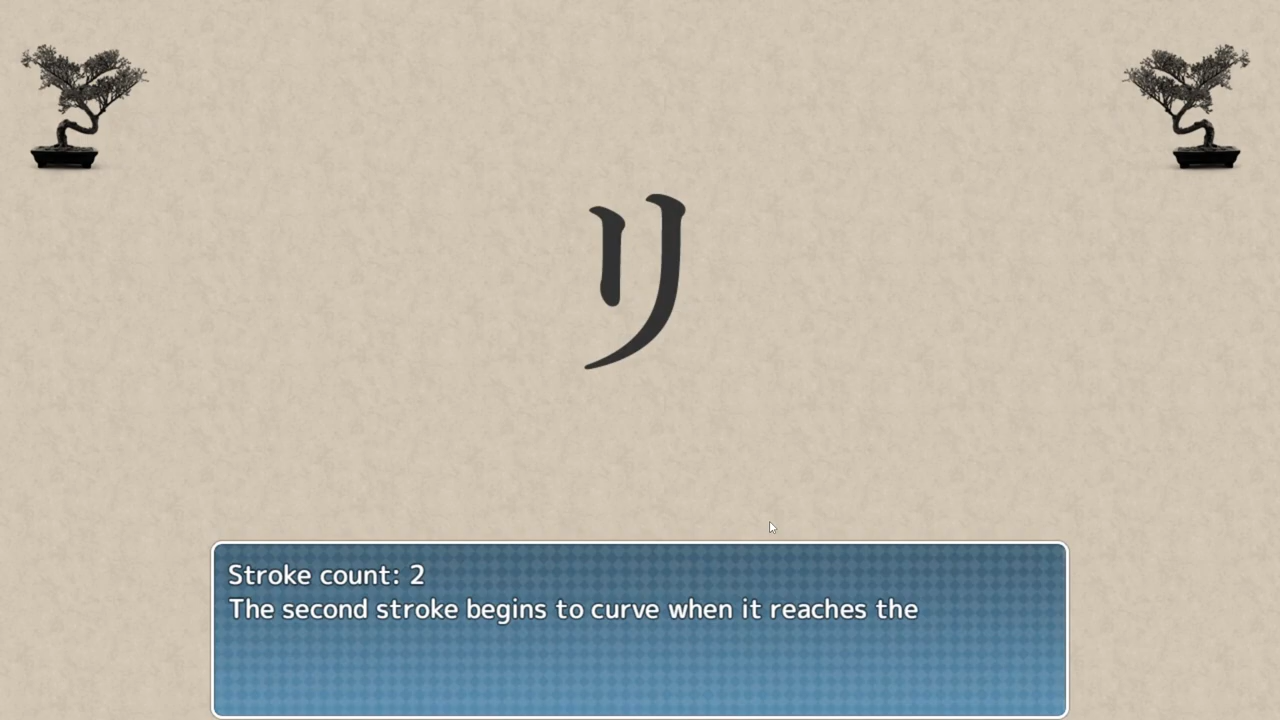 リ
Stroke count: 2
The second stroke begins to curve when it reaches the